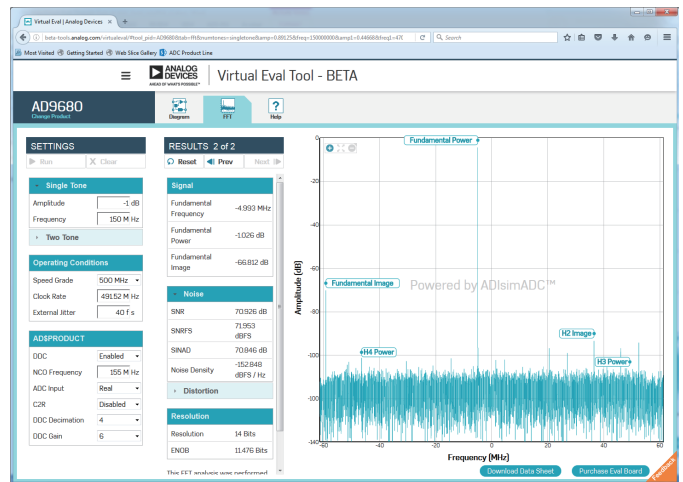 Virtual Eval | Analog Devices
beta-tools.analog.com/virtualeval/#tool_pid=AD9680&tab=fft&numtones=singletone&amp=0.89125&freq=150000000&amp1=0.44668&freq1=47(
Search
Most Visited Getting Started Web Slice Gallery ADC Product Line
ANALOG
DEVICES
AHEAD OF WHAT'S POSSIBLE™
Virtual Eval Tool - BETA
AD9680
Change Product
Diagram
FFT
Help
SETTINGS
Run
Clear
Single Tone
Amplitude -1 dB
Frequency 150 M Hz
Two Tone
Operating Conditions
Speed Grade 500 MHz
Clock Rate 491.52 M Hz
External Jitter 40 f s
AD$PRODUCT
DDC Enabled
NCO Frequency 155 M Hz
ADC Input Real
C2R Disabled
DDC Decimation 4
DDC Gain 6
RESULTS 2 of 2
Reset
Prev
Next
Signal
Fundamental
Frequency -4.993 MHz
Fundamental
Power -1.026 dB
Fundamental
Image -66.812 dB
Noise
SNR 70.926 dB
SNRFS 71.953
dBFS
SINAD 70.846 dB
Noise Density -152.848
dBFS / Hz
Distortion
Resolution
Resolution 14 Bits
ENOB 11.476 Bits
This FFT analysis was performed
Amplitude (dB)
0
-20
-40
-60
-80
-100
-100
-140
Fundamental Power
Fundamental Image
Powered by ADIsimADC™
H2 Image
H4 Power
H3 Power
-60 -40 -20 0 20 40 60
Frequency (MHz)
Download Data Sheet
Purchase Eval Board
Feedback